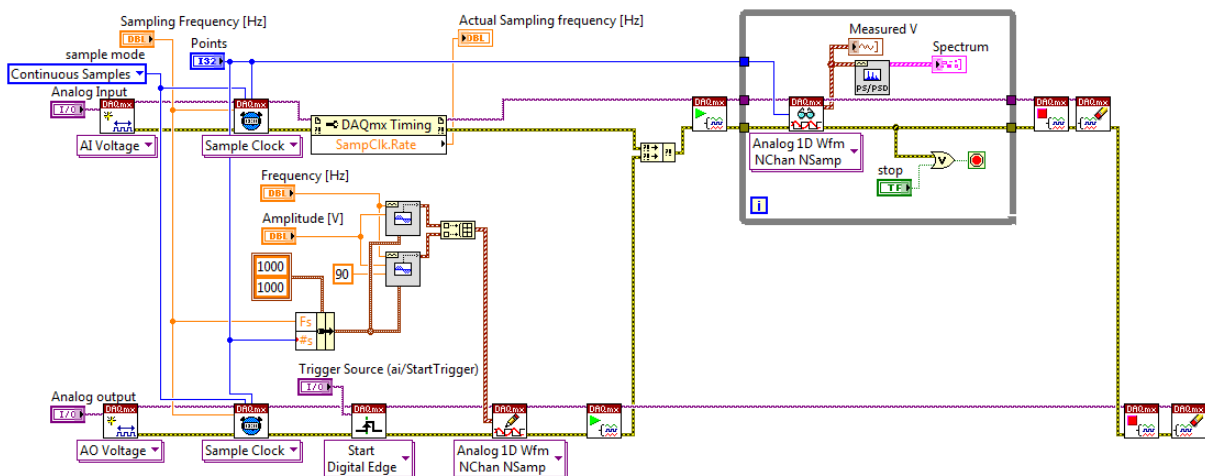 Sampling Frequency [Hz]
DBL
Actual Sampling frequency [Hz]
DBL
sample mode
Continuous Samples
Points
I32
Measured V
Spectrum
PS/PSD
Analog Input
I/O
DAQmx
AI Voltage
DAQmx
Sample Clock
DAQmx Timing
SampClk.Rate
DAQmx
DAQmx
Analog 1D Wfm
NChan NSamp
DAQmx
DAQmx
stop
TF
i
Frequency [Hz]
DBL
Amplitude [V]
DBL
90
1000
1000
Fs
#s
Trigger Source (ai/StartTrigger)
I/O
Analog output
I/O
DAQmx
AO Voltage
DAQmx
Sample Clock
DAQmx
Start
Digital Edge
DAQmx
Analog 1D Wfm
NChan NSamp
DAQmx
DAQmx
DAQmx